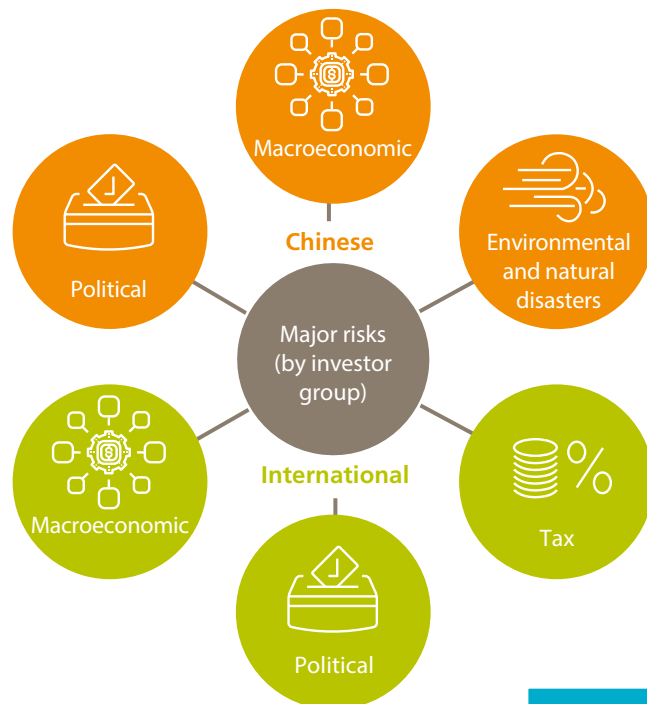 Macroeconomic
Chinese
Political
Environmental
and natural
disasters
Major risks
(by investor
group)
Macroeconomic
International
Tax
Political